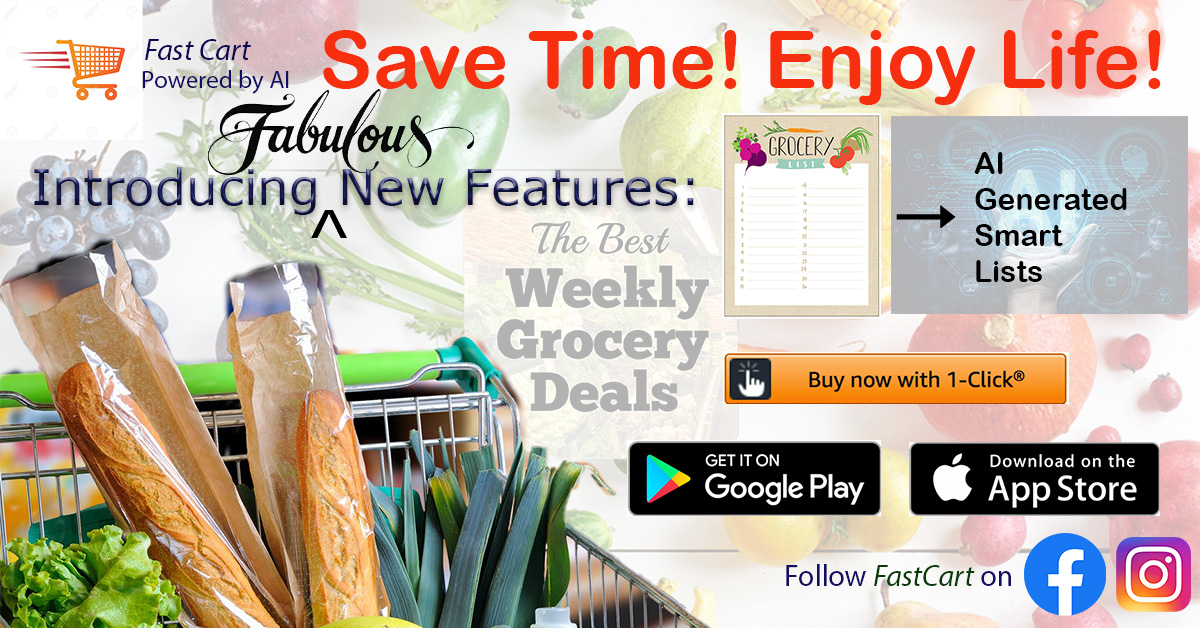 Fast Cart
Powered by AI
Save Time! Enjoy Life!
Fabulous
Introducing ^ New Features:
GROCERY
LIST
AI
Generated
Smart
Lists
The Best
Weekly
Grocery
Deals
Buy now with 1-Click®
GET IT ON
Google Play
Download on the
App Store
Follow FastCart on